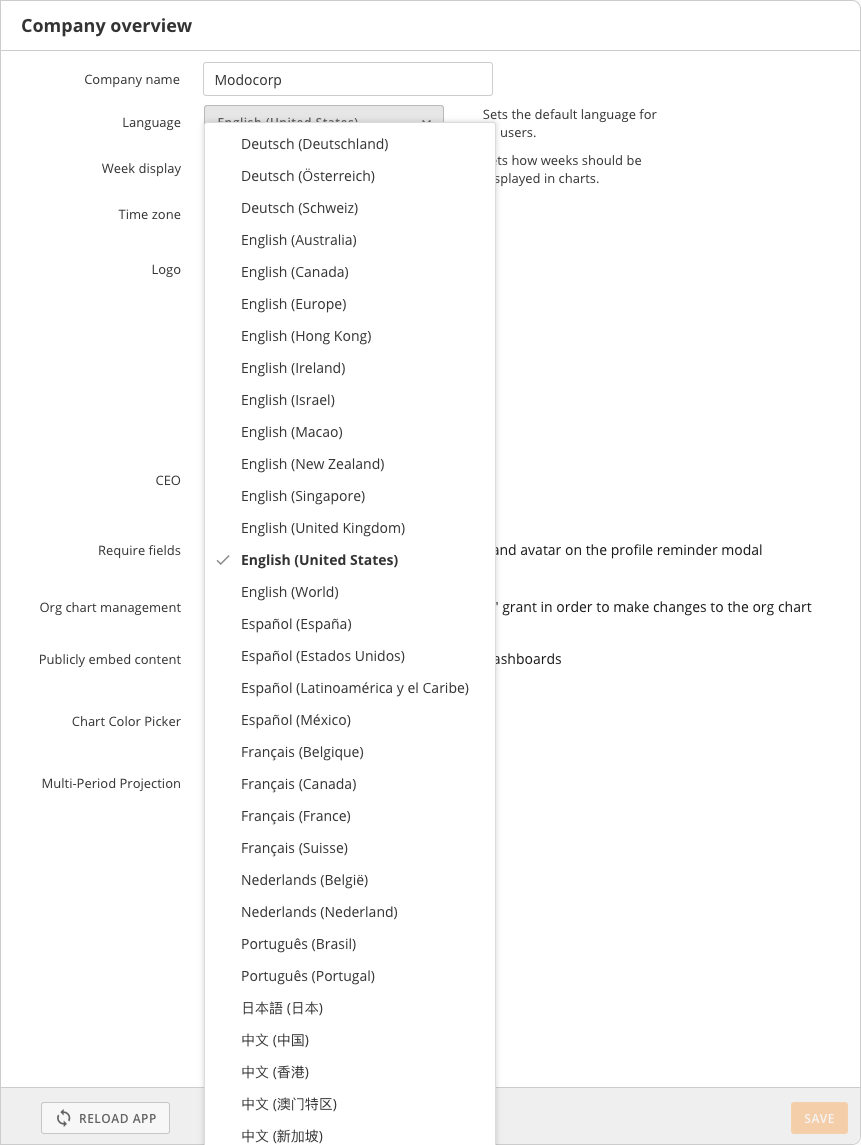 Company overview
Company name
Modocorp
Language
English (United States)
Sets the default language for
users.
Week display
ts how weeks should be
splayed in charts.
Time zone
Logo
CEO
Require fields
and avatar on the profile reminder modal
Org chart management
" grant in order to make changes to the org chart
Publicly embed content
ashboards
Chart Color Picker
Multi-Period Projection
Deutsch (Deutschland)
Deutsch (Österreich)
Deutsch (Schweiz)
English (Australia)
English (Canada)
English (Europe)
English (Hong Kong)
English (Ireland)
English (Israel)
English (Macao)
English (New Zealand)
English (Singapore)
English (United Kingdom)
English (United States)
English (World)
Español (España)
Español (Estados Unidos)
Español (Latinoamérica y el Caribe)
Español (México)
Français (Belgique)
Français (Canada)
Français (France)
Français (Suisse)
Nederlands (België)
Nederlands (Nederland)
Português (Brasil)
Português (Portugal)
日本語 (日本)
中文 (中国)
中文 (香港)
中文 (澳门特区)
中文 (新加坡)
RELOAD APP
SAVE